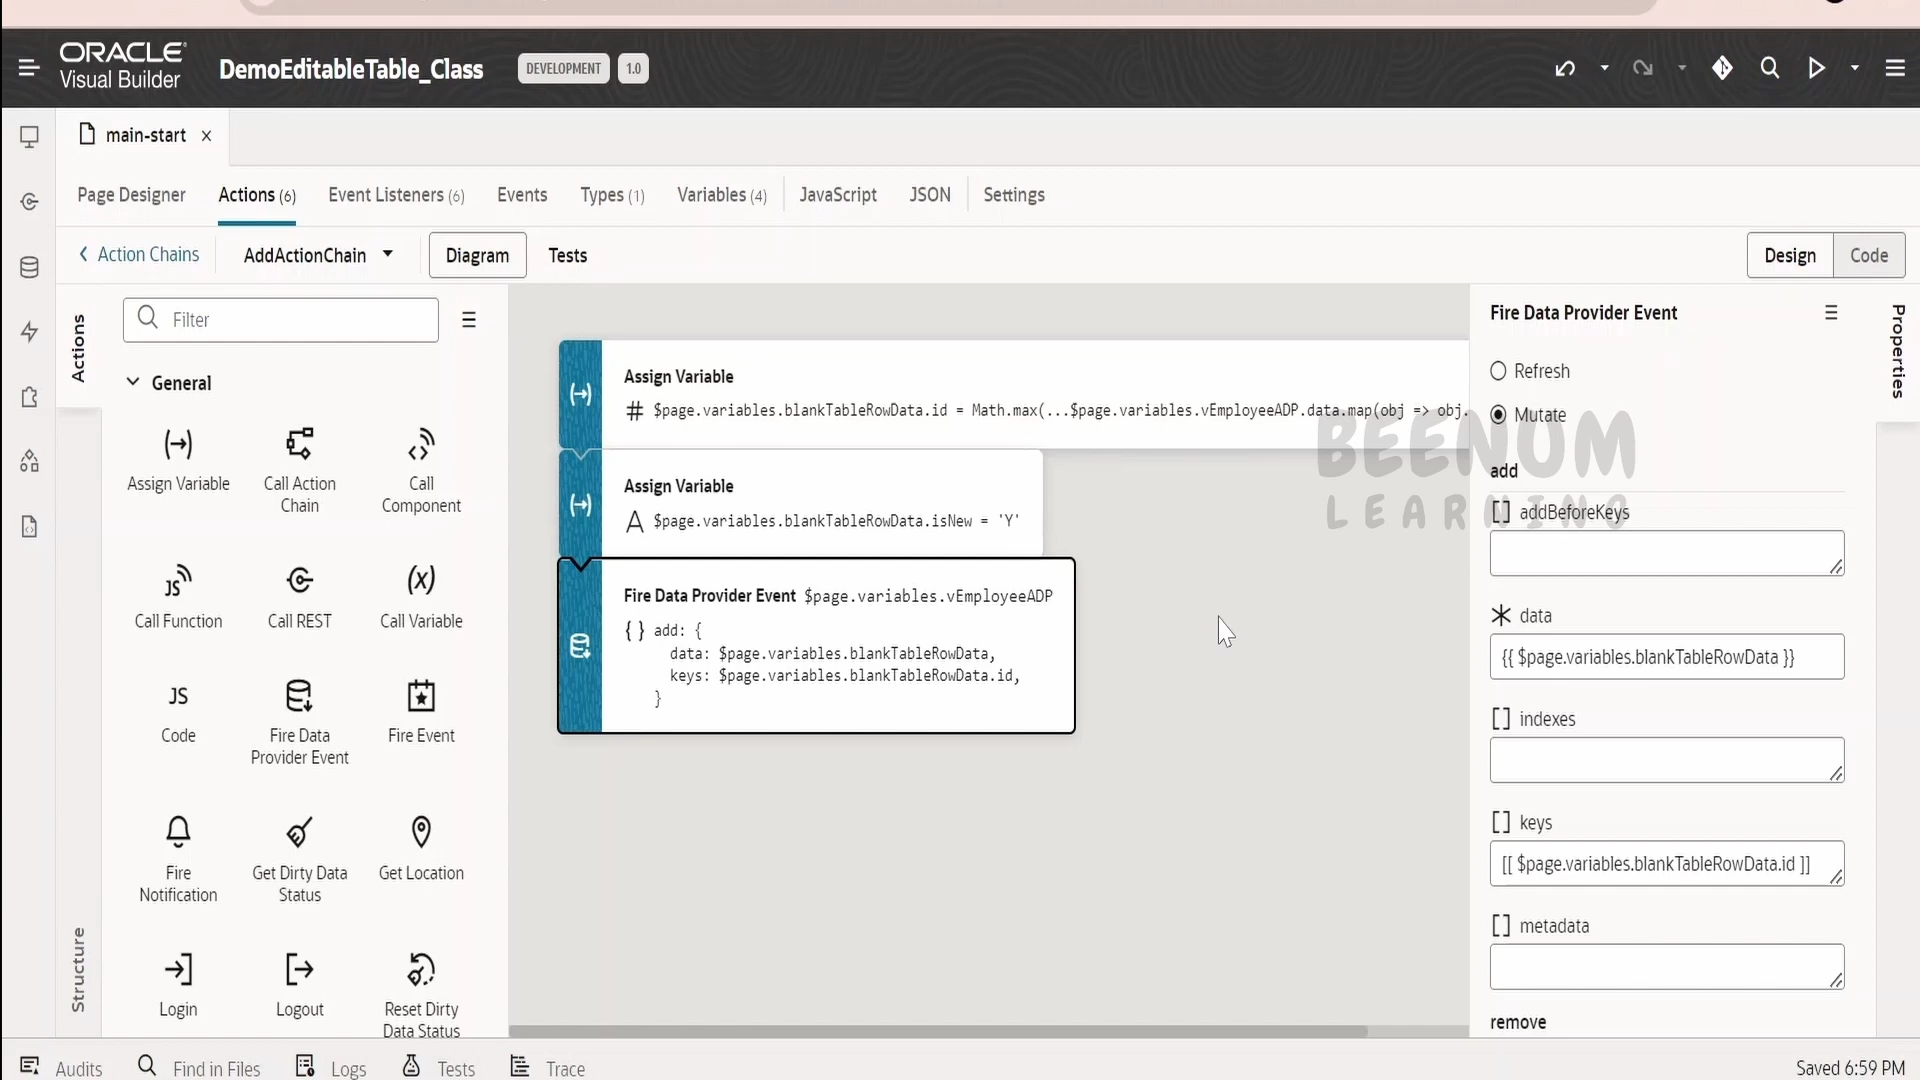 ORACLE
Visual Builder
DemoEditableTable_Class
DEVELOPMENT
1.0
main-start
Page Designer
Actions (6)
Event Listeners (6)
Events
Types (1)
Variables (4)
JavaScript
JSON
Settings
Action Chains
AddActionChain
Diagram
Tests
Design
Code
Actions
Structure
Filter
General
Assign Variable
Call Action
Chain
Call
Component
Call Function
Call REST
Call Variable
Code
Fire Data
Provider Event
Fire Event
Fire
Notification
Get Dirty Data
Status
Get Location
Login
Logout
Reset Dirty
Data Status
Assign Variable
# $page.variables.blankTableRowData.id = Math.max(...$page.variables.vEmployeeADP.data.map(obj => obj.
Assign Variable
A $page.variables.blankTableRowData.isNew = 'Y'
Fire Data Provider Event $page.variables.vEmployeeADP
{ } add: {
data: $page.variables.blankTableRowData,
keys: $page.variables.blankTableRowData.id,
}
Fire Data Provider Event
Properties
Refresh
Mutate
BEENUM
LEARNING
add
[ ] addBeforeKeys
data
{{ $page.variables.blankTableRowData }}
[ ] indexes
[ ] keys
[[ $page.variables.blankTableRowData.id ]]
[ ] metadata
remove
Audits
Find in Files
Logs
Tests
Trace
Saved 6:59 PM